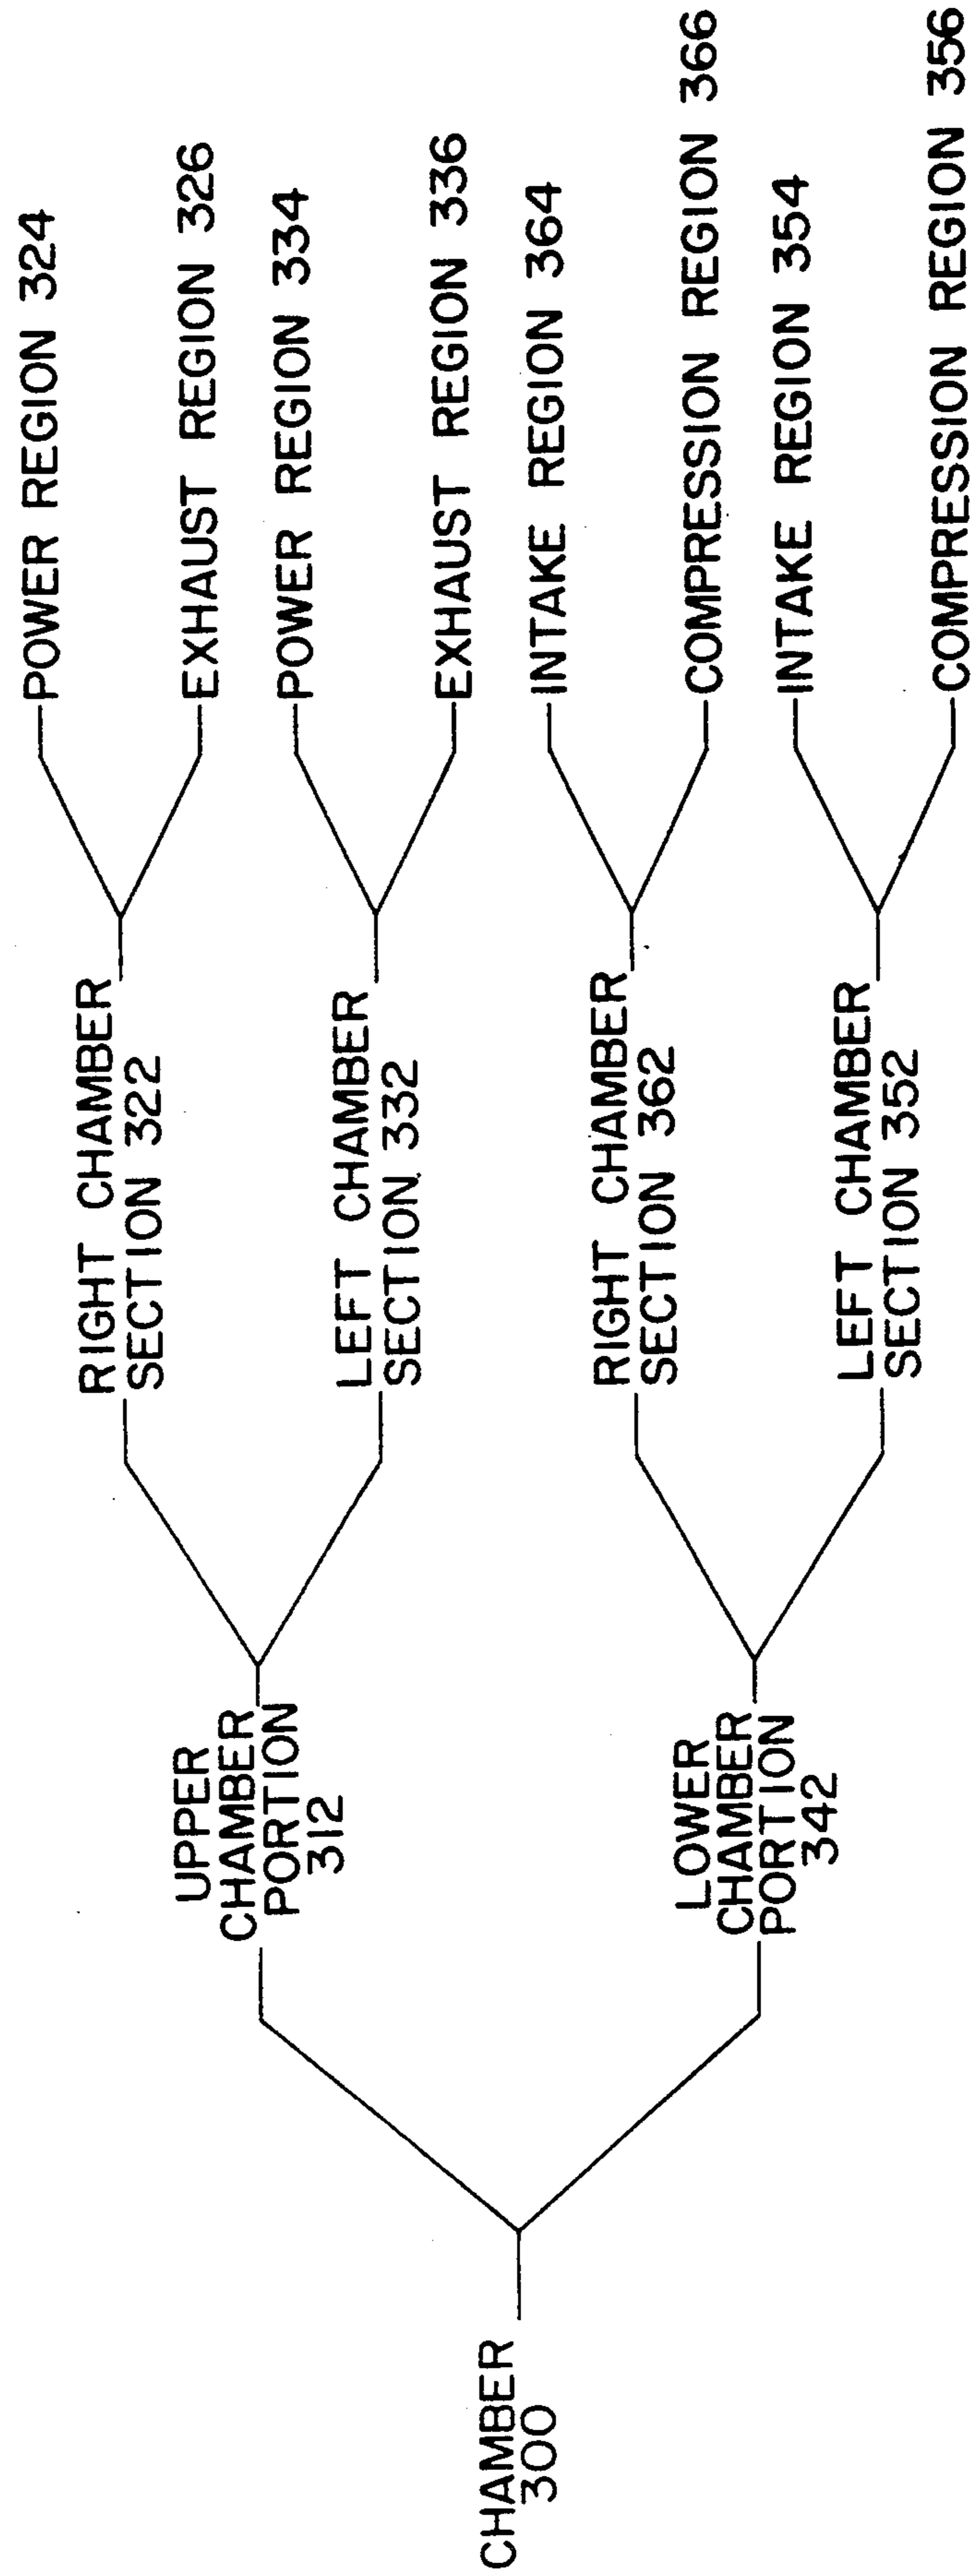 CHAMBER
300
UPPER
CHAMBER
PORTION
312
LOWER
CHAMBER
PORTION
342
RIGHT CHAMBER
SECTION 322
LEFT CHAMBER
SECTION 332
RIGHT CHAMBER
SECTION 362
LEFT CHAMBER
SECTION 352
POWER REGION 324
EXHAUST REGION 326
POWER REGION 334
EXHAUST REGION 336
INTAKE REGION 364
COMPRESSION REGION 366
INTAKE REGION 354
COMPRESSION REGION 356